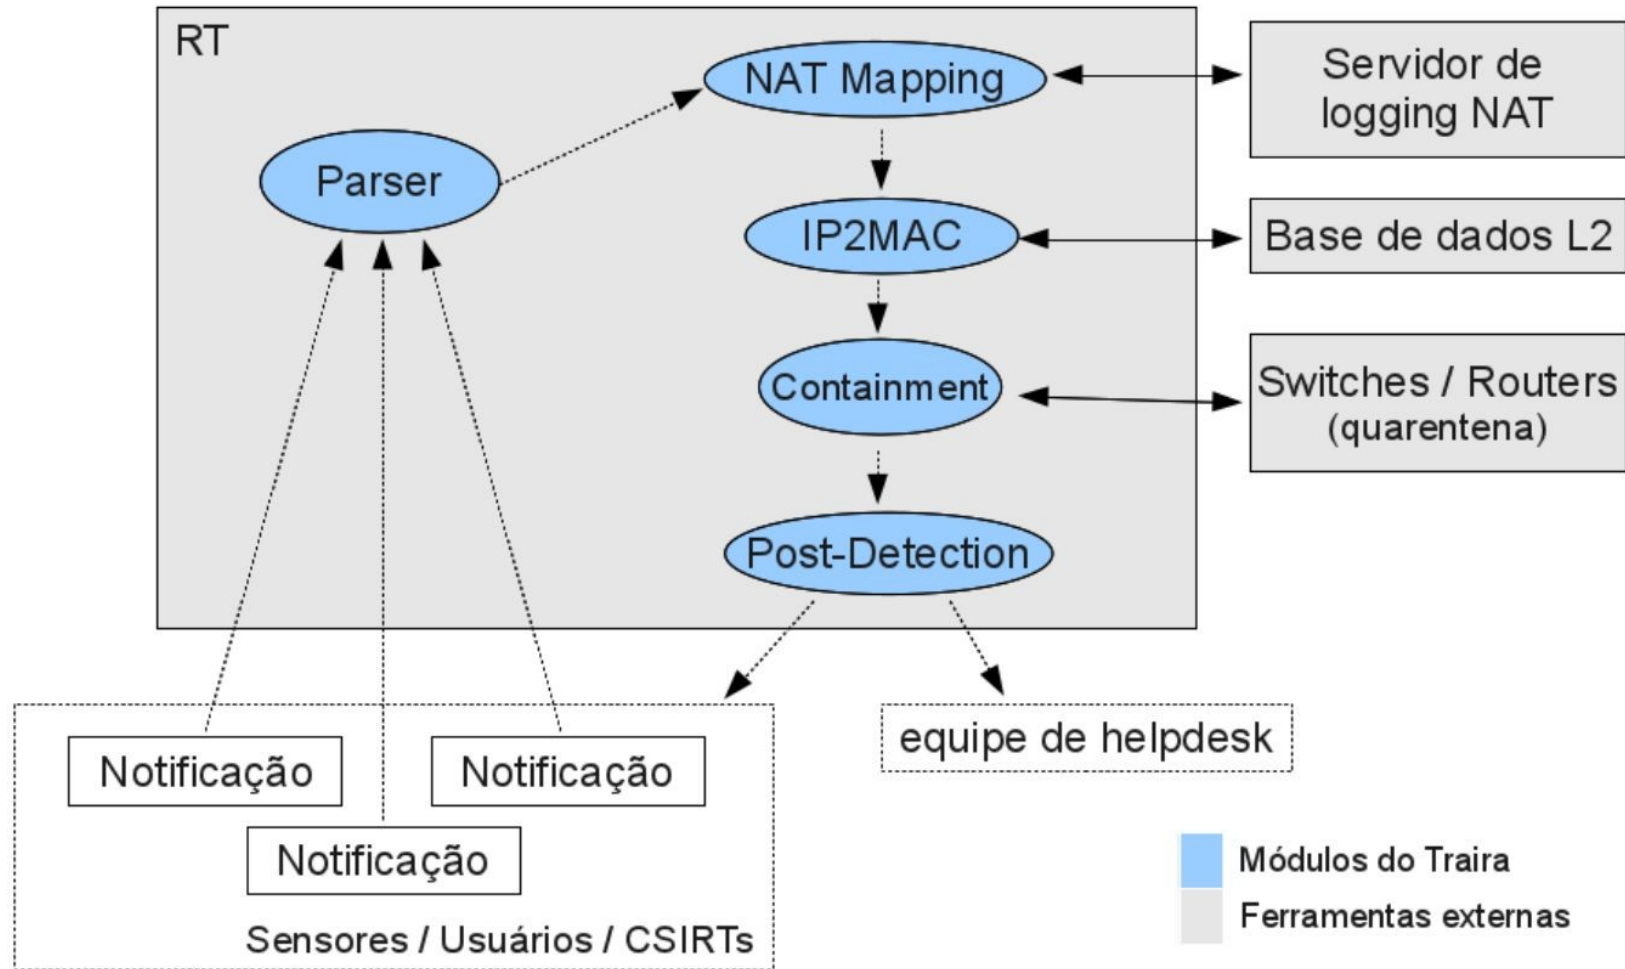 RT
NAT Mapping
Servidor de
logging NAT
Parser
IP2MAC
Base de dados L2
Containment
Switches / Routers
(quarentena)
Post-Detection
Notificação
Notificação
equipe de helpdesk
Notificação
Sensores / Usuários / CSIRTs
Módulos do Traira
Ferramentas externas